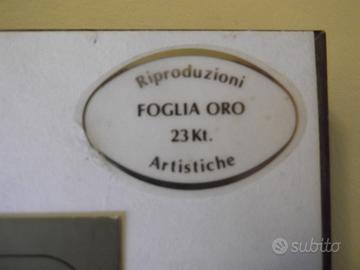 Riproduzioni
FOGLIA ORO
23 Kt.
Artistiche
subito